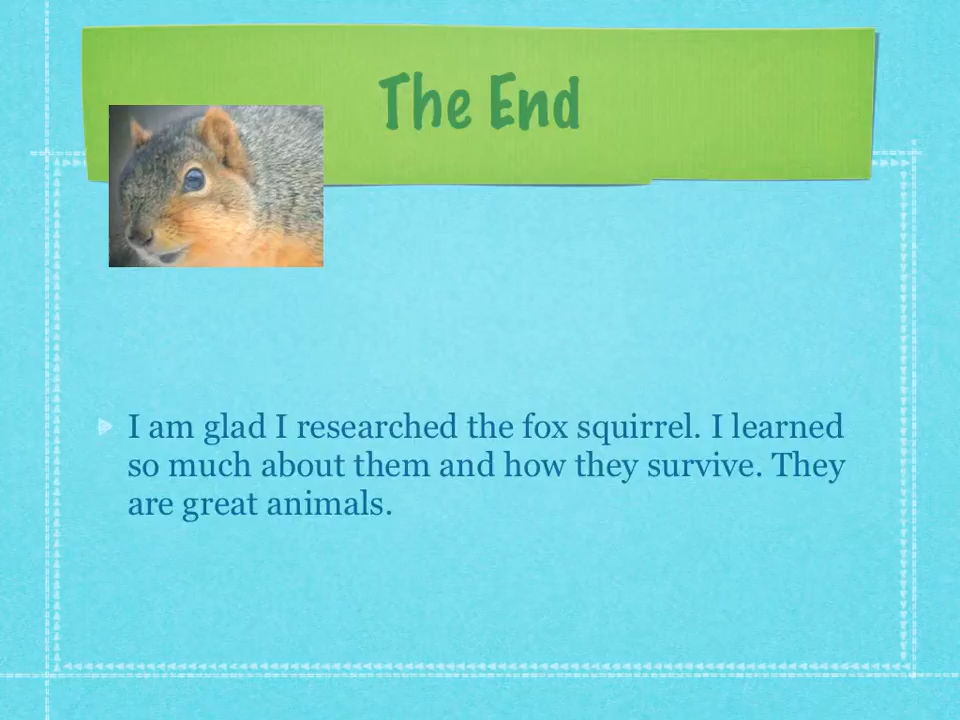 The End
I am glad I researched the fox squirrel. I learned
so much about them and how they survive. They
are great animals.